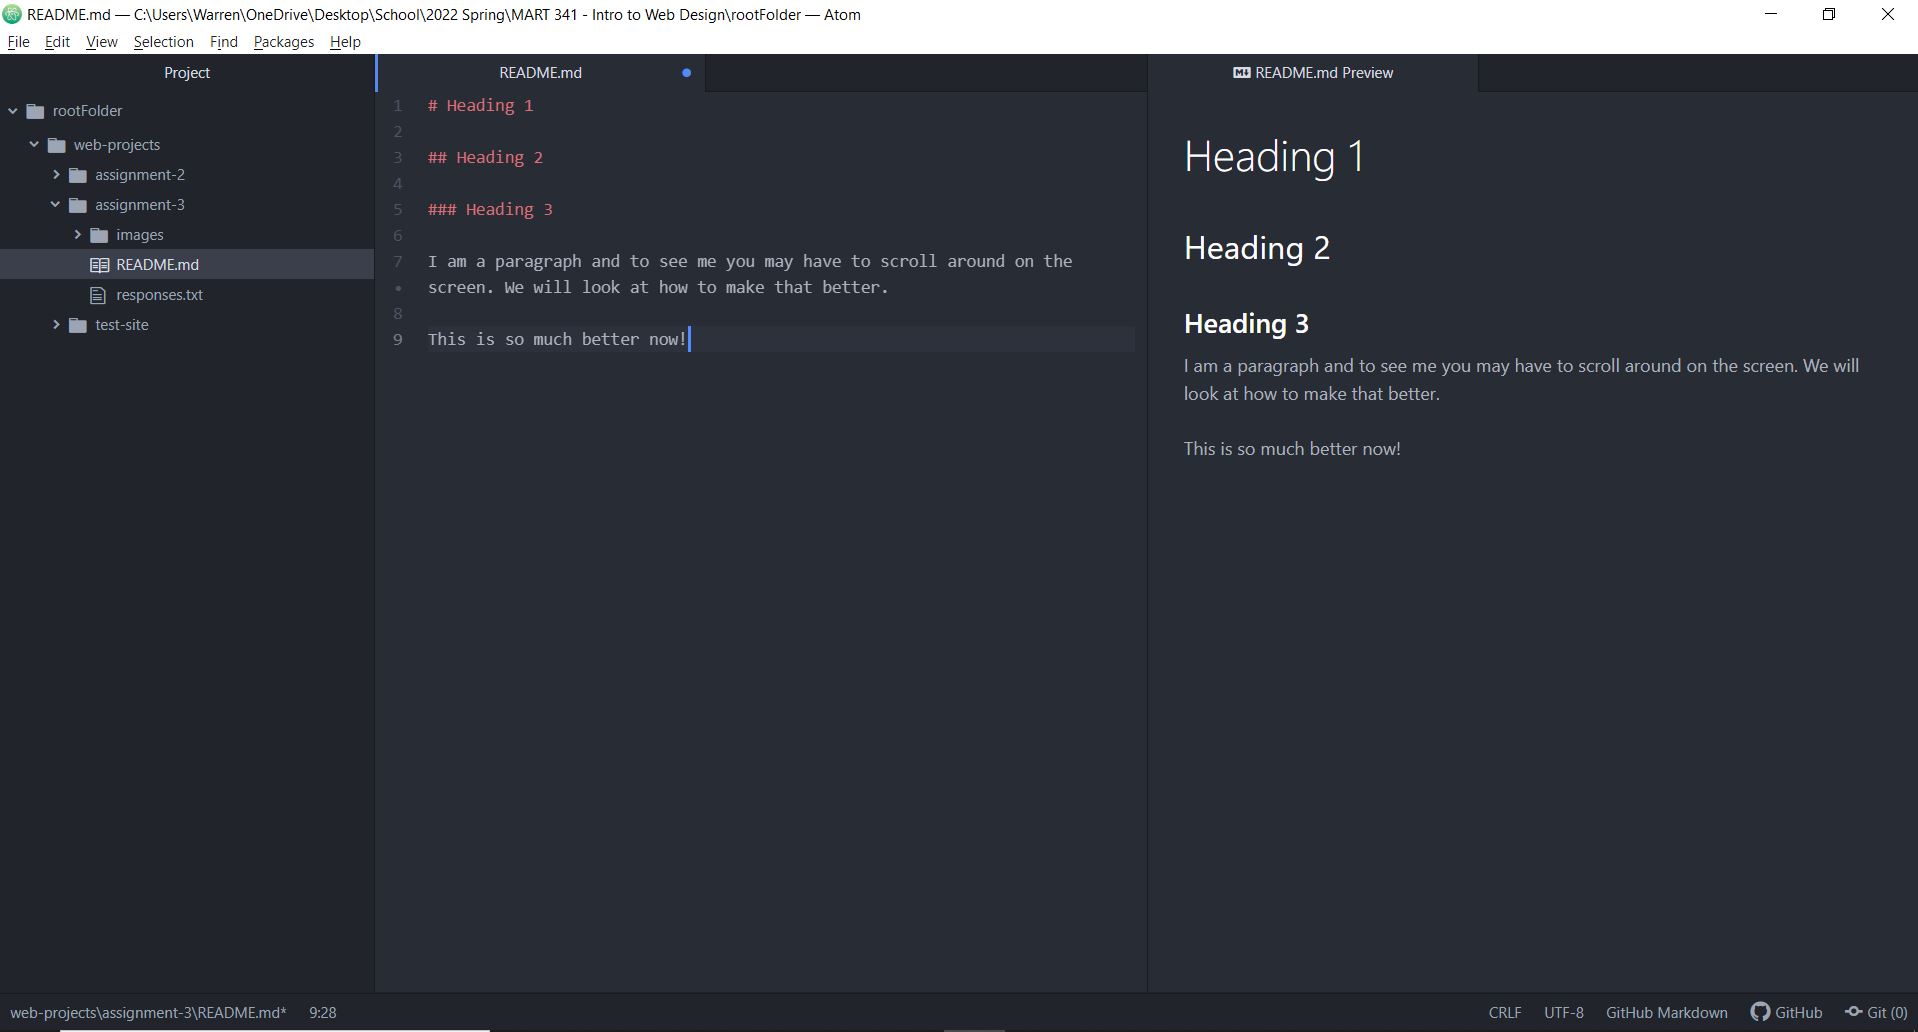 README.md — C:\Users\Warren\OneDrive\Desktop\School\2022 Spring\MART 341 - Intro to Web Design\rootFolder — Atom
File Edit View Selection Find Packages Help
Project
rootFolder
web-projects
assignment-2
assignment-3
images
README.md
responses.txt
test-site
README.md
1 # Heading 1
2
3 ## Heading 2
4
5 ### Heading 3
6
7 I am a paragraph and to see me you may have to scroll around on the
• screen. We will look at how to make that better.
8
9 This is so much better now!
README.md Preview
Heading 1
Heading 2
Heading 3
I am a paragraph and to see me you may have to scroll around on the screen. We will
look at how to make that better.
This is so much better now!
web-projects\assignment-3\README.md* 9:28
CRLF UTF-8 GitHub Markdown GitHub Git (0)